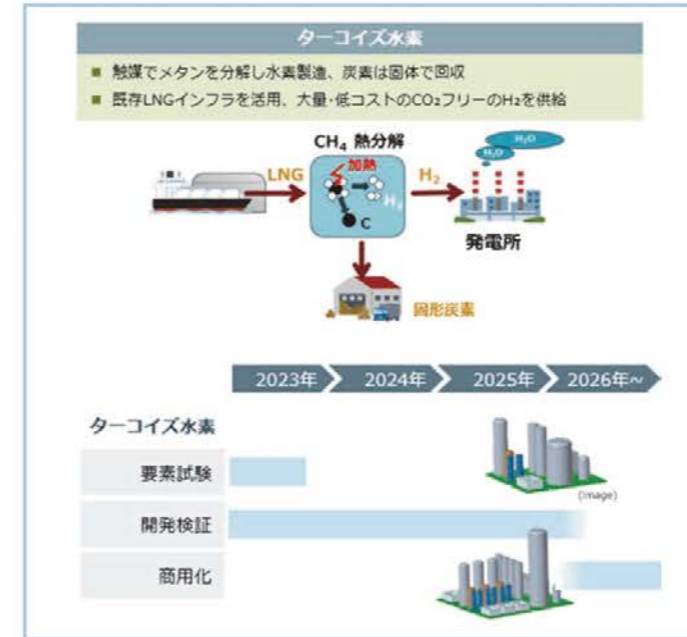 ターコイズ水素
■ 触媒でメタンを分解し水素製造、炭素は固体で回収
■ 既存LNGインフラを活用、大量・低コストのCO₂フリーのH₂を供給
CH₄ 熱分解
加熱
LNG
H₂
H₂
C
H₂O
H₂O
発電所
固形炭素
2023年
2024年
2025年
2026年~
ターコイズ水素
要素試験
(image)
開発検証
商用化